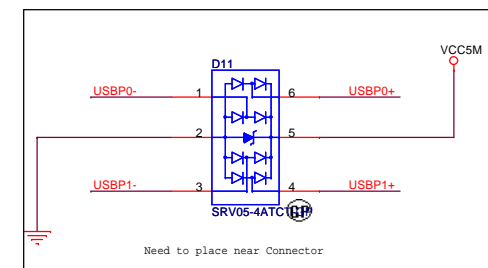 VCC5M
D11
USBP0- 1 6 USBP0+
2 5
USBP1- 3 4 USBP1+
SRV05-4ATCT
GP
Need to place near Connector